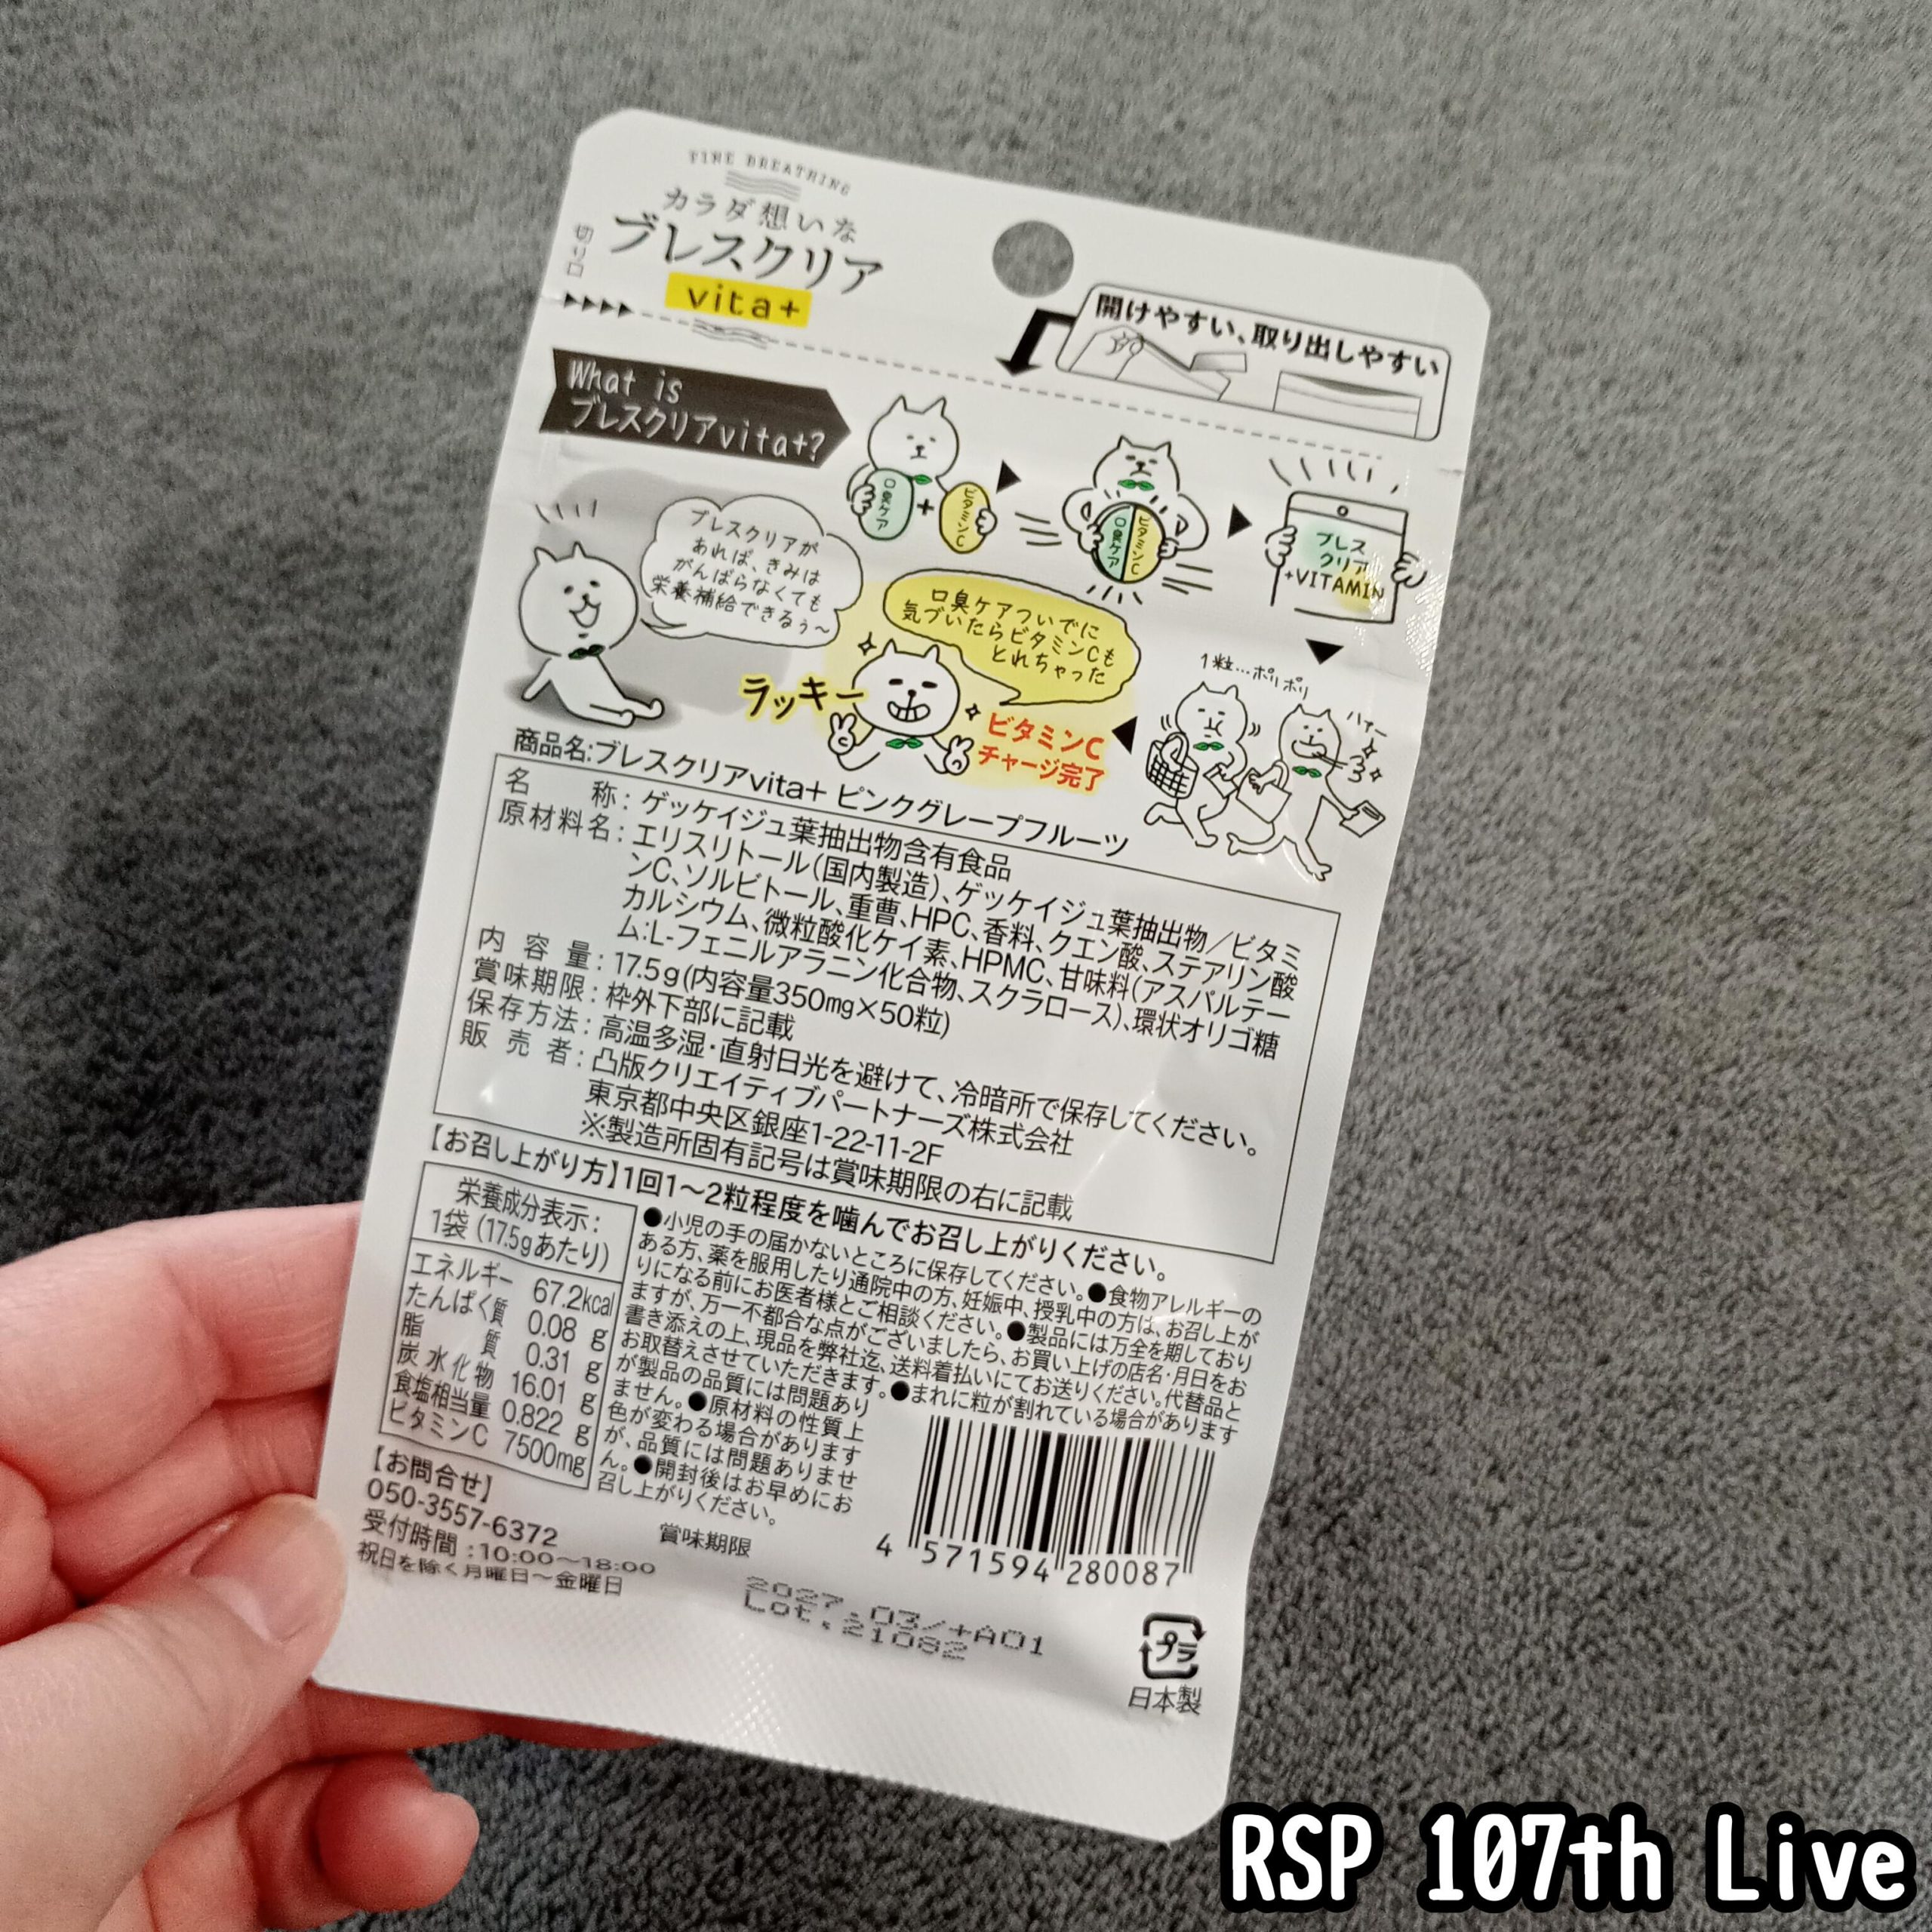 FINE BREATHING
カラダ想いな
ブレスクリア
vita+
切り口
開けやすい、取り出しやすい
What is
ブレスクリアvita+?
口臭ケア
+
ビタミンC
口臭ケア
ビタミンC
ブレス
クリア
+VITAMIN
ブレスクリアが
あれば、きみは
がんばらなくても
栄養補給できるぅ〜
口臭ケアついでに
気づいたらビタミンCも
とれちゃった
1粒…ポリポリ
ラッキー
ビタミンC
チャージ完了
商品名:ブレスクリアvita+ ピンクグレープフルーツ
名称:ゲッケイジュ葉抽出物含有食品
原材料名:エリスリトール(国内製造)、ゲッケイジュ葉抽出物/ビタミ
ンC、ソルビトール、重曹、HPC、香料、クエン酸、ステアリン酸
カルシウム、微粒酸化ケイ素、HPMC、甘味料(アスパルテー
ム:L-フェニルアラニン化合物、スクラロース)、環状オリゴ糖
内容量:17.5g(内容量350mg×50粒)
賞味期限:枠外下部に記載
保存方法:高温多湿・直射日光を避けて、冷暗所で保存してください。
販売者:凸版クリエイティブパートナーズ株式会社
東京都中央区銀座1-22-11-2F
※製造所固有記号は賞味期限の右に記載
【お召し上がり方】1回1〜2粒程度を噛んでお召し上がりください。
栄養成分表示:
1袋(17.5gあたり)
エネルギー 67.2kcal
たんぱく質 0.08 g
脂質 0.31 g
炭水化物 16.01 g
食塩相当量 0.822 g
ビタミンC 7500mg
●小児の手の届かないところに保存してください。●食物アレルギーの
ある方、薬を服用したり通院中の方、妊娠中、授乳中の方は、お召し上が
りになる前にお医者様とご相談ください。●製品には万全を期しており
ますが、万一不都合な点がございましたら、お買い上げの店名・月日をお
書き添えの上、現品を弊社迄、送料着払いにてお送りください。代替品と
お取替えさせていただきます。●まれに粒が割れている場合があります
が製品の品質には問題あり
ません。●原材料の性質上
色が変わる場合があります
が、品質には問題ありませ
ん。●開封後はお早めにお
召し上がりください。
【お問合せ】
050-3557-6372
受付時間:10:00〜18:00
祝日を除く月曜日〜金曜日
賞味期限
2027.03/+A01
Lot.21082
4 571594 280087
プラ
日本製
RSP 107th Live